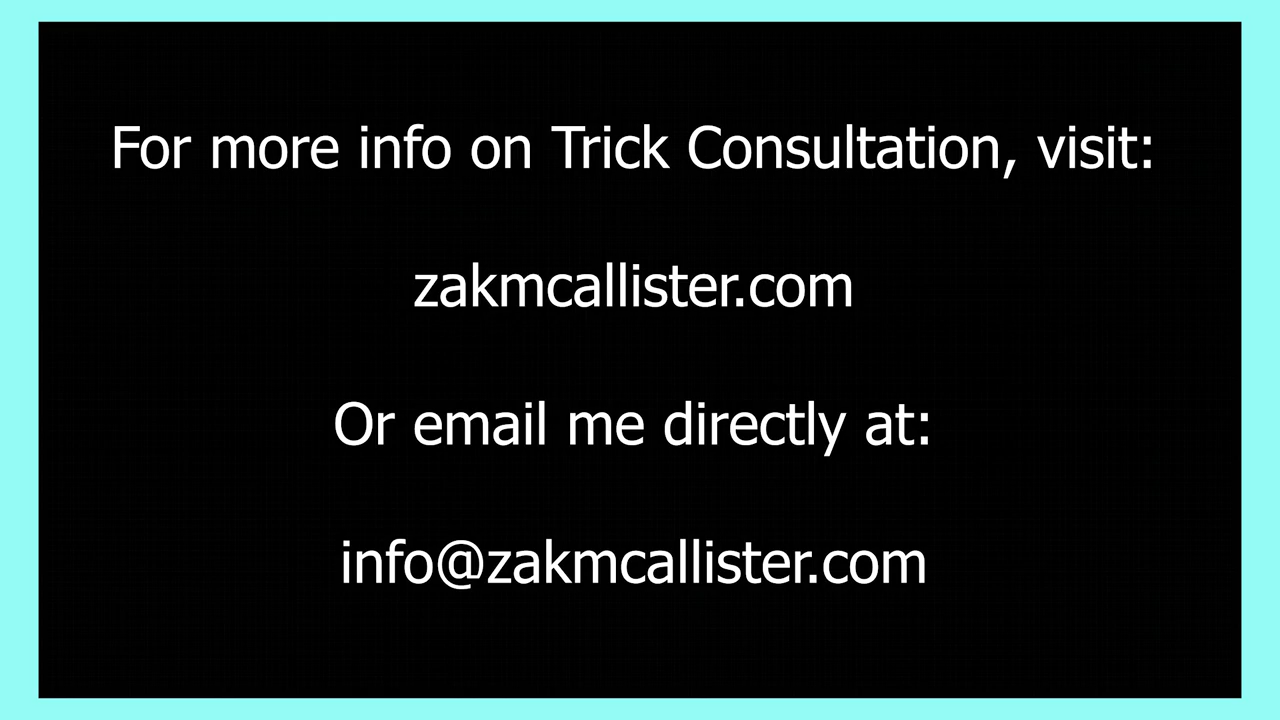 For more info on Trick Consultation, visit:
zakmcallister.com
Or email me directly at:
info@zakmcallister.com